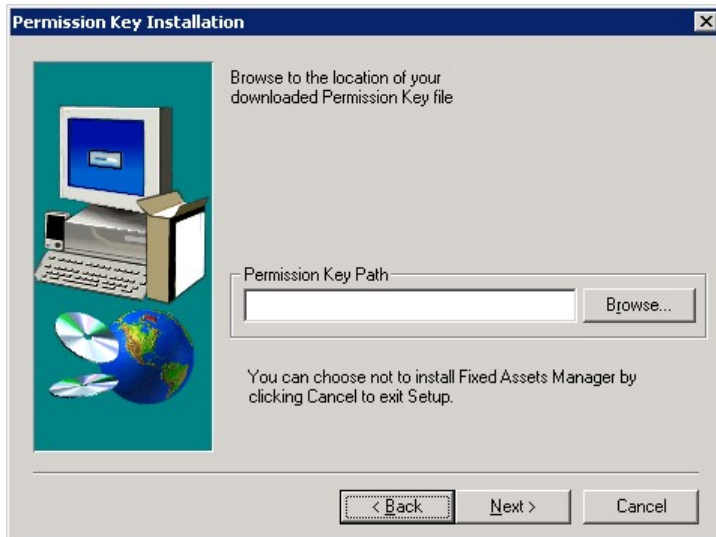 Permission Key Installation
Browse to the location of your
downloaded Permission Key file
Permission Key Path
Browse...
You can choose not to install Fixed Assets Manager by
clicking Cancel to exit Setup.
< Back
Next >
Cancel